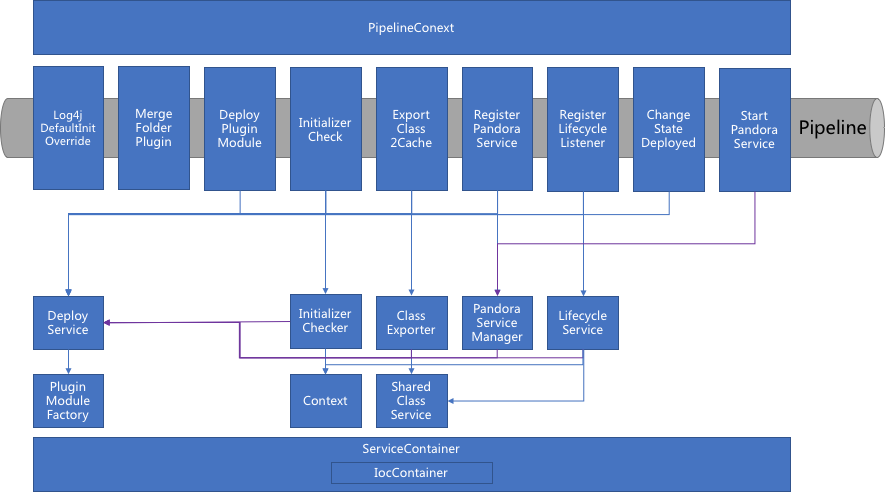 PipelineConext
Log4j
DefaultInit
Override
Merge
Folder
Plugin
Deploy
Plugin
Module
Initializer
Check
Export
Class
2Cache
Register
Pandora
Service
Register
Lifecycle
Listener
Change
State
Deployed
Start
Pandora
Service
Pipeline
Deploy
Service
Initializer
Checker
Class
Exporter
Pandora
Service
Manager
Lifecycle
Service
Plugin
Module
Factory
Context
Shared
Class
Service
ServiceContainer
IocContainer